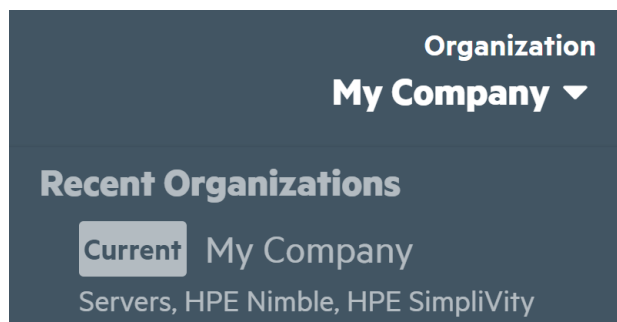 Organization
My Company
Recent Organizations
Current My Company
Servers, HPE Nimble, HPE SimpliVity